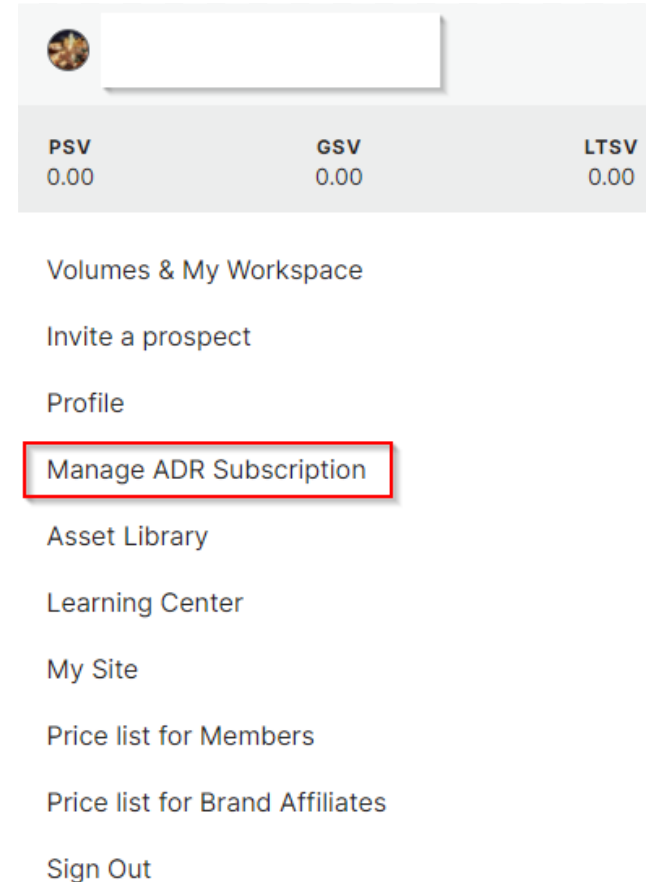 PSV GSV LTSV
0.00 0.00 0.00
Volumes & My Workspace
Invite a prospect
Profile
Manage ADR Subscription
Asset Library
Learning Center
My Site
Price list for Members
Price list for Brand Affiliates
Sign Out